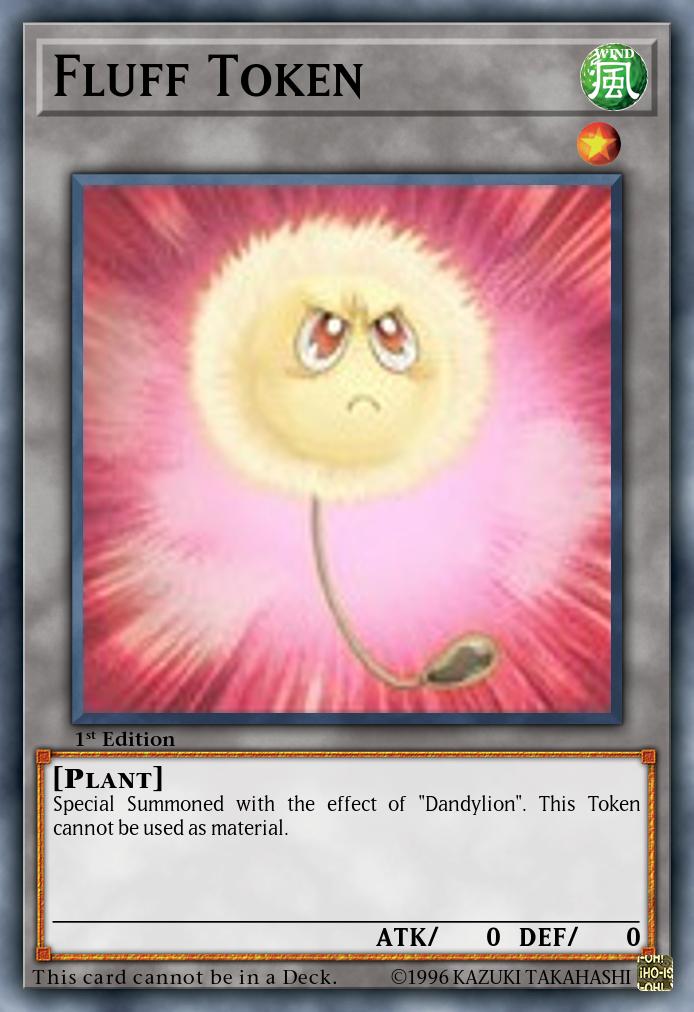 Fluff Token
WIND
風
1st Edition
[Plant]
Special Summoned with the effect of "Dandylion". This Token
cannot be used as material.
ATK/ 0 DEF/ 0
This card cannot be in a Deck.
©1996 KAZUKI TAKAHASHI